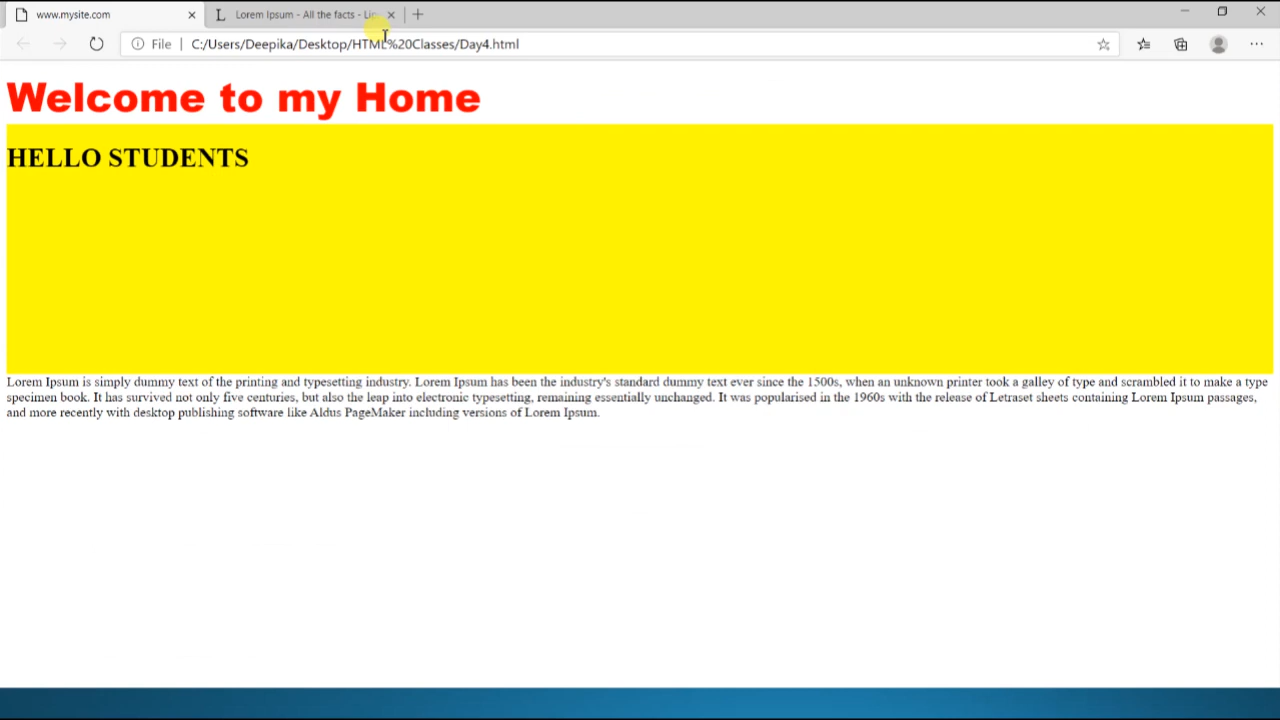 www.mysite.com
L Lorem Ipsum - All the facts - Lip
File C:/Users/Deepika/Desktop/HTML%20Classes/Day4.html
Welcome to my Home
HELLO STUDENTS
Lorem Ipsum is simply dummy text of the printing and typesetting industry. Lorem Ipsum has been the industry's standard dummy text ever since the 1500s, when an unknown printer took a galley of type and scrambled it to make a type
specimen book. It has survived not only five centuries, but also the leap into electronic typesetting, remaining essentially unchanged. It was popularised in the 1960s with the release of Letraset sheets containing Lorem Ipsum passages,
and more recently with desktop publishing software like Aldus PageMaker including versions of Lorem Ipsum.